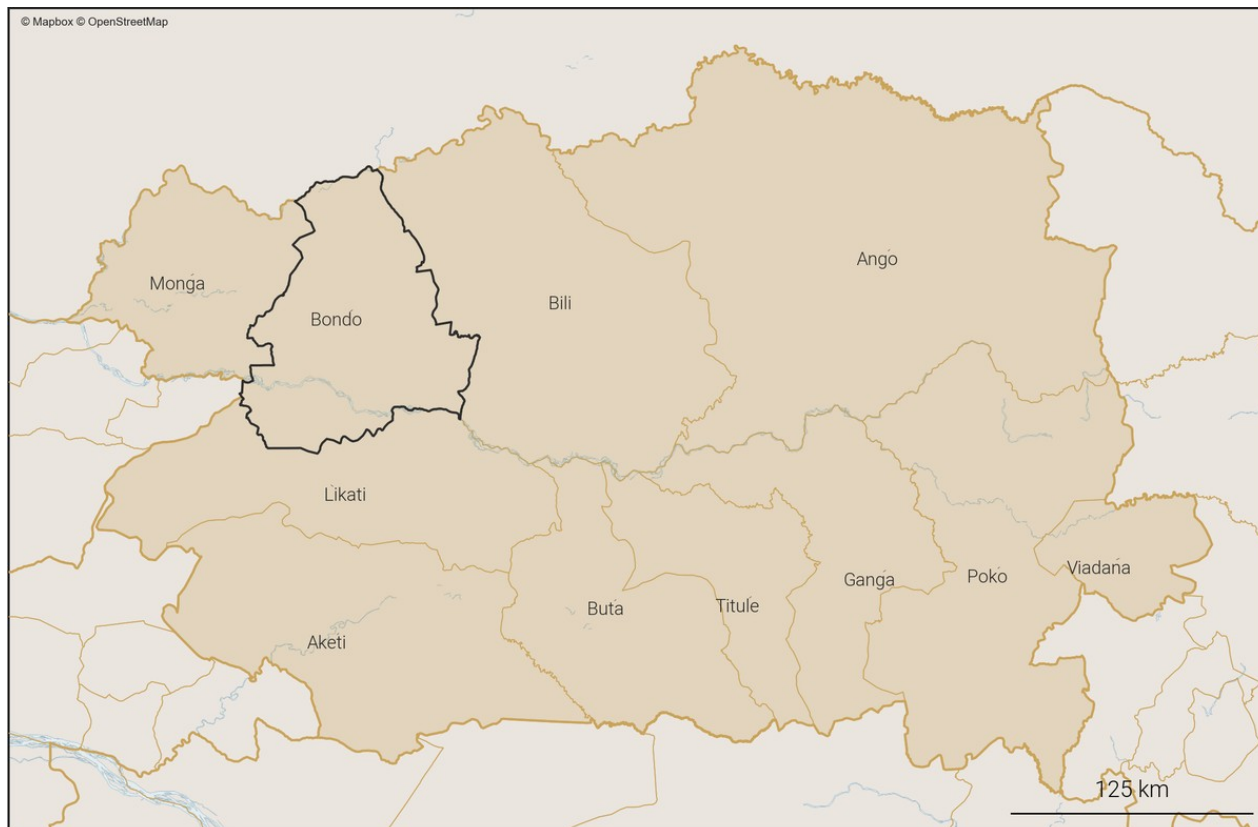 © Mapbox © OpenStreetMap
Ango
Monga
Bili
Bondo
Likati
Viadana
Ganga
Poko
Buta
Titule
Aketi
125 km